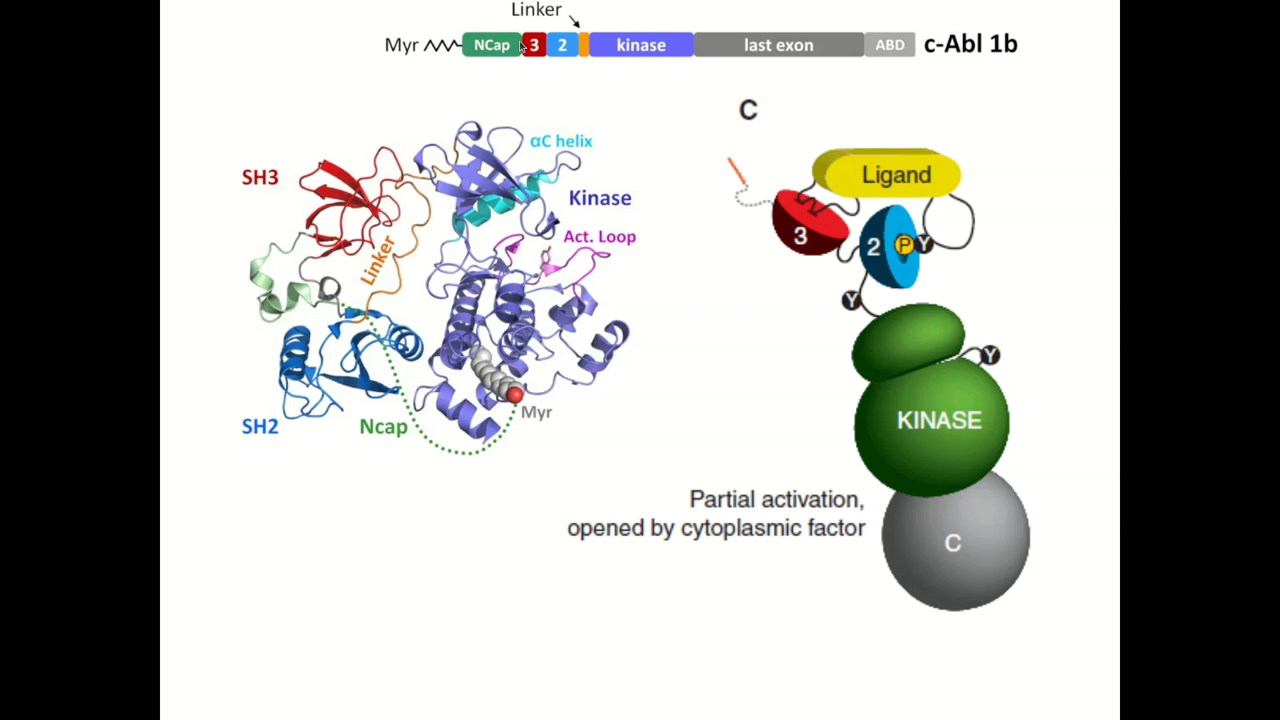 Linker
Myr NCap 3 2 kinase last exon ABD c-Abl 1b
C
αC helix
SH3
Kinase
Act. Loop
Linker
SH2
Ncap
Myr
Ligand
3
2 P Y
Y
Y
KINASE
Partial activation,
opened by cytoplasmic factor
C